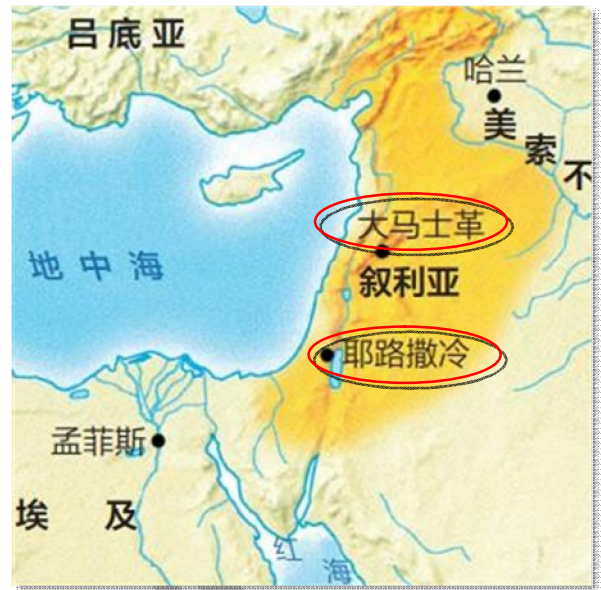 吕底亚
哈兰
美索不
大马士革
地中海
叙利亚
耶路撒冷
孟菲斯
埃及
红海